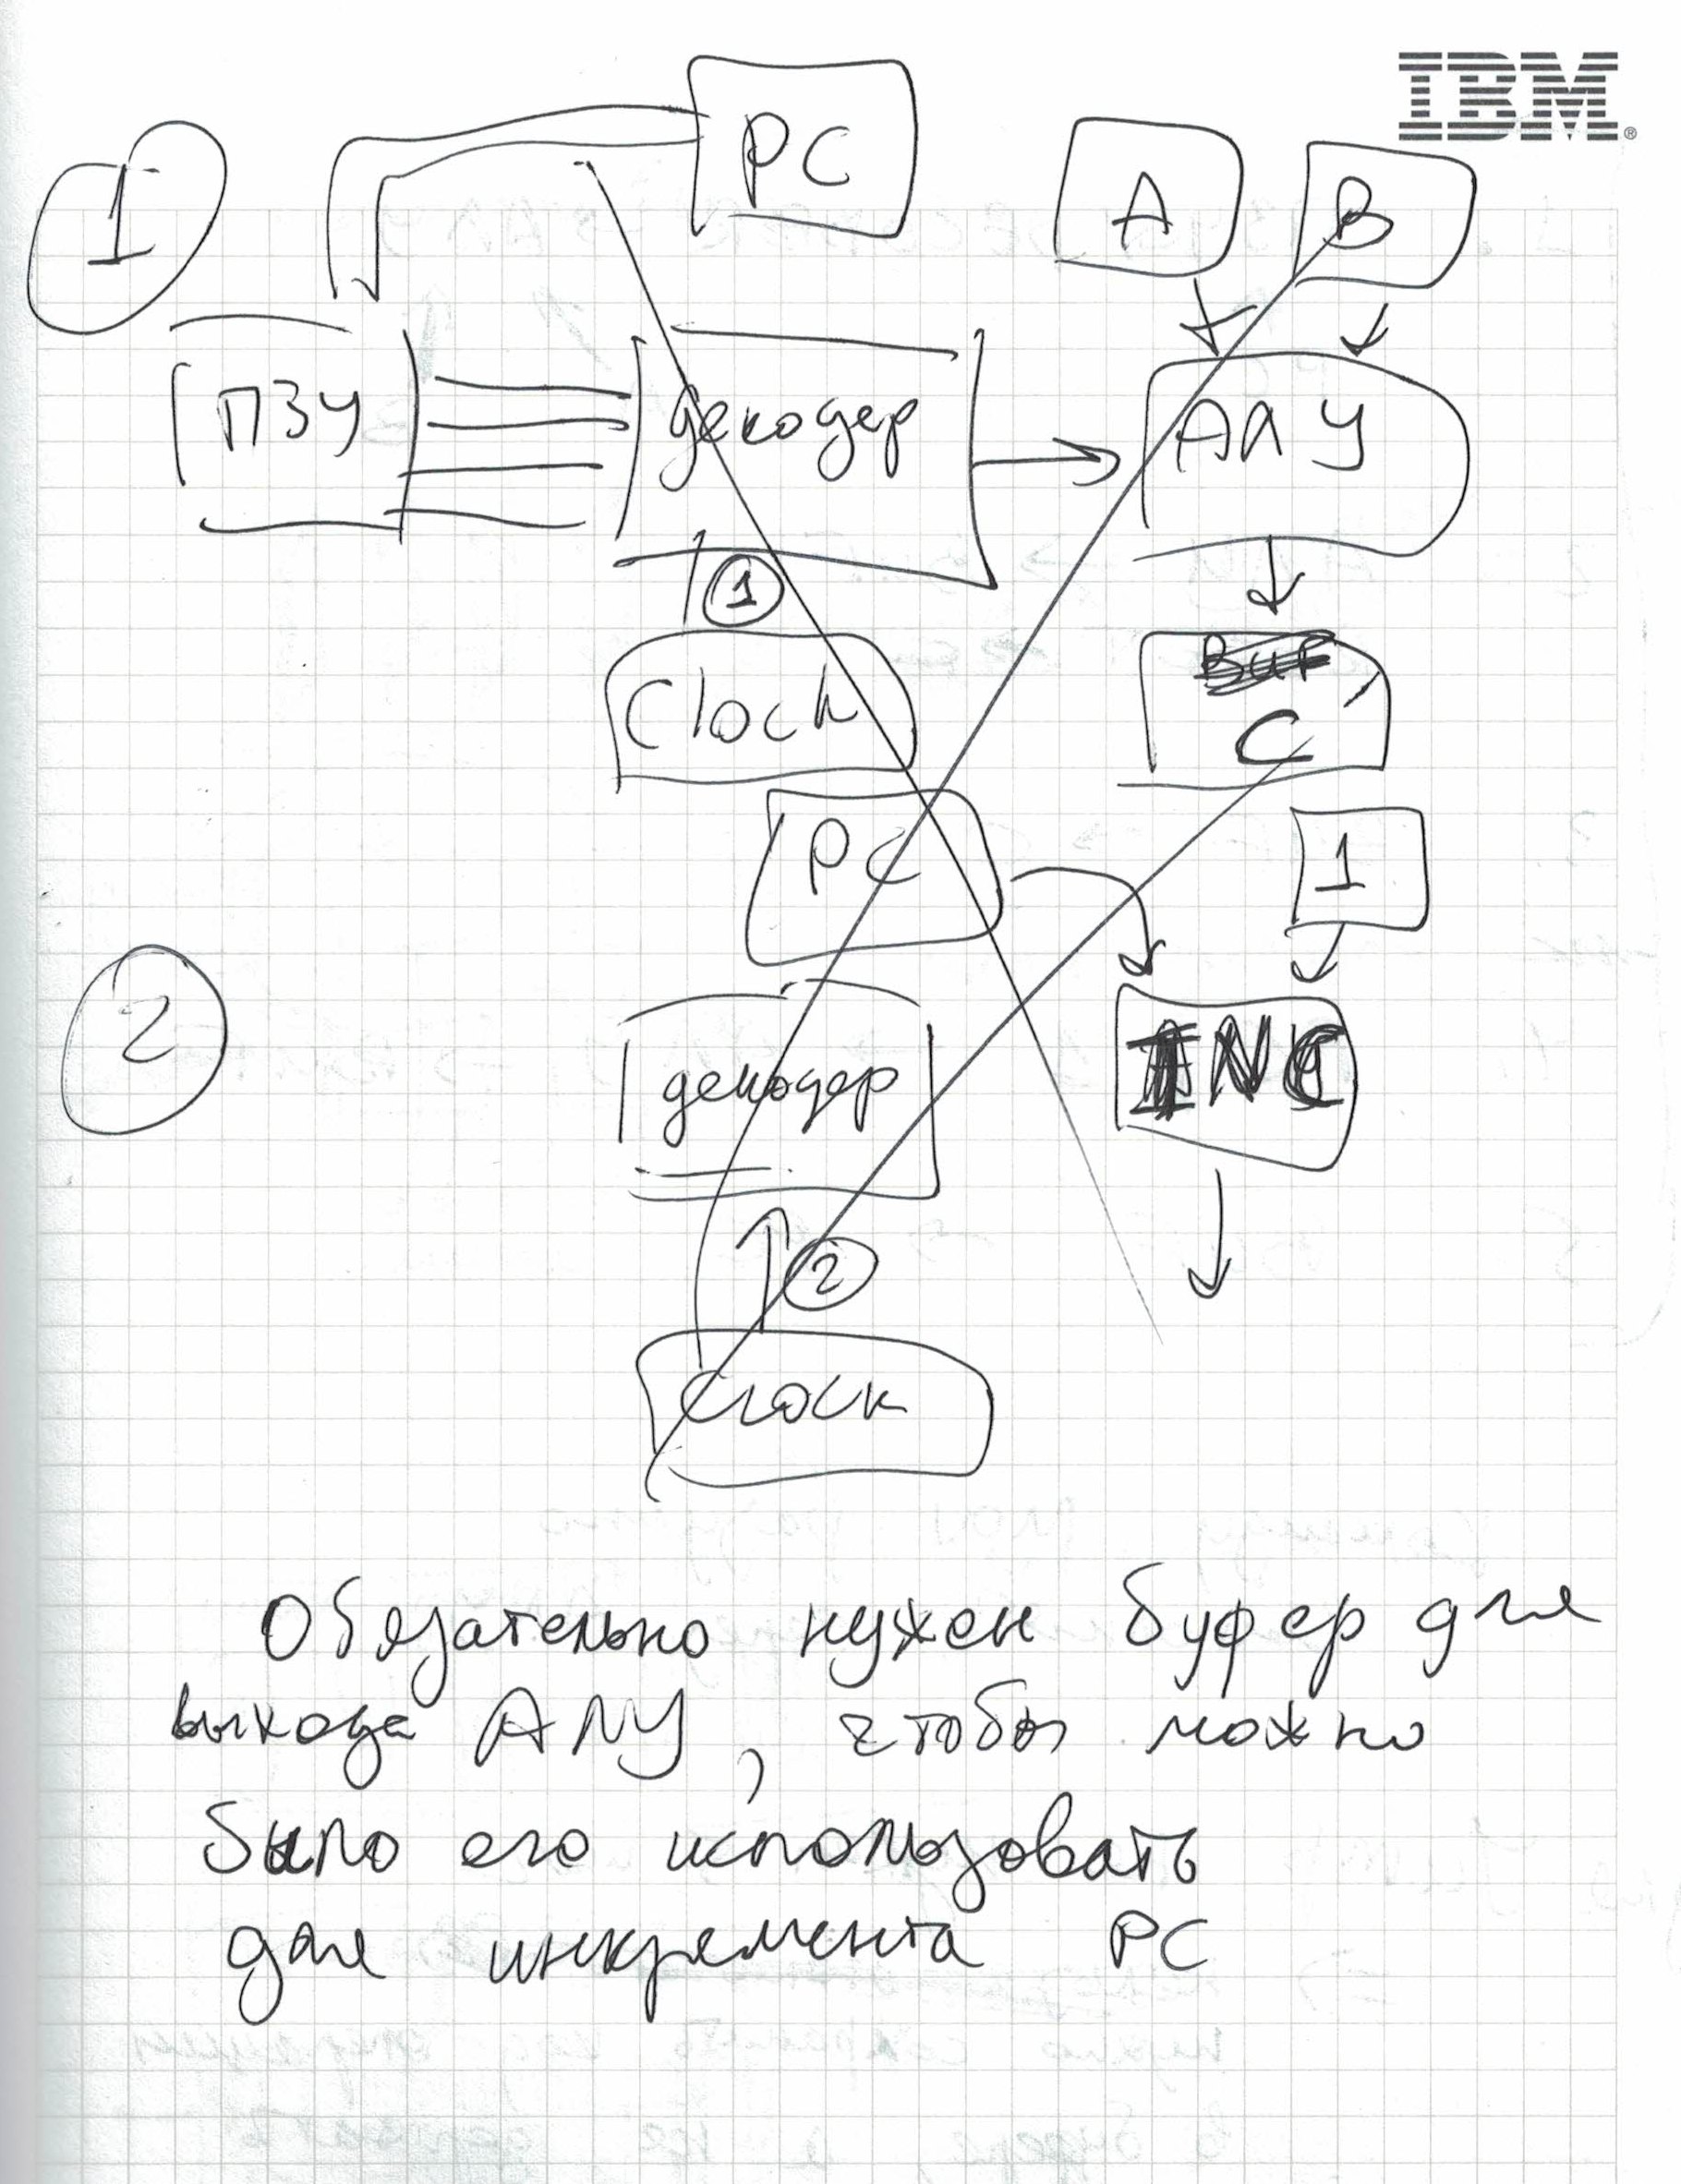 IBM
1
PC
A
B
ПЗУ
декодер
АЛУ
1
Clock
C
PC
1
2
декодер
INC
2
Clock
Обязательно нужен буфер для
выхода АЛУ, чтобы можно
было его использовать
для инкремента PC